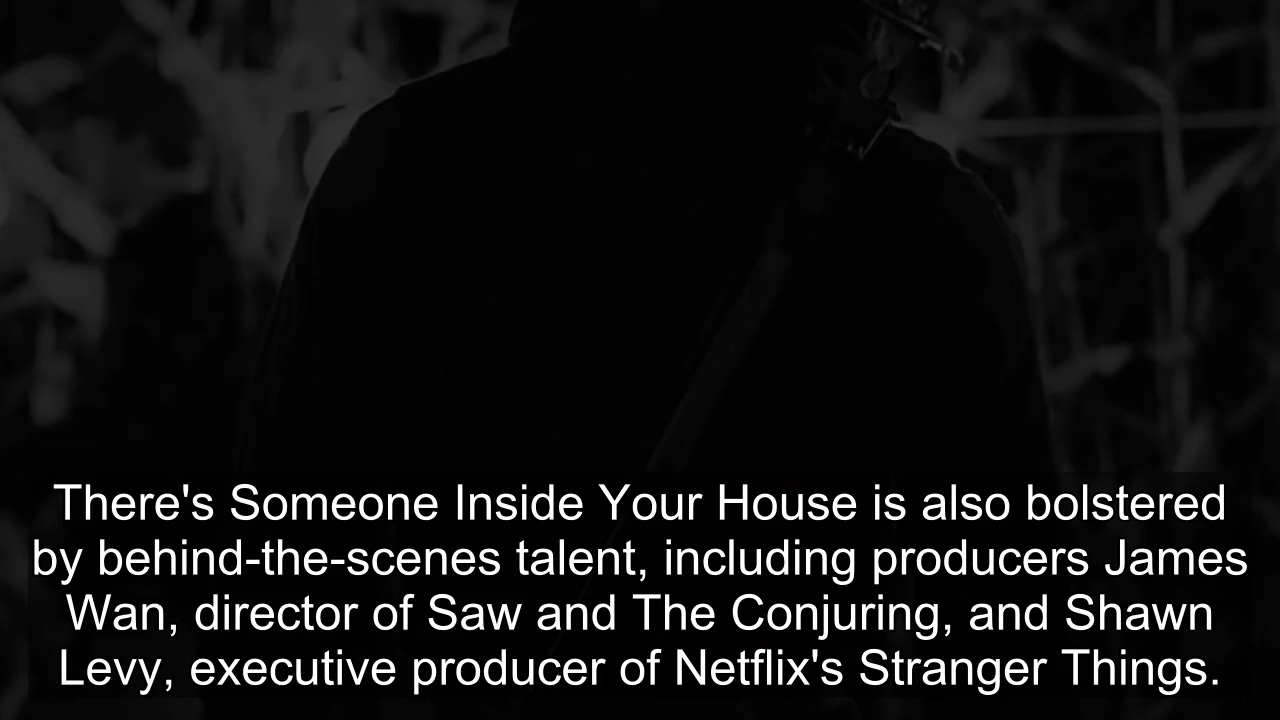 There's Someone Inside Your House is also bolstered
by behind-the-scenes talent, including producers James
Wan, director of Saw and The Conjuring, and Shawn
Levy, executive producer of Netflix's Stranger Things.